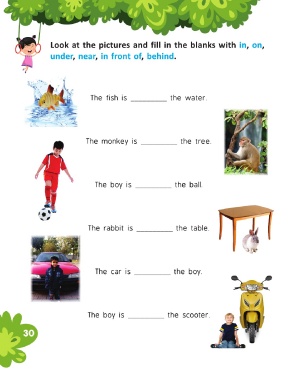 Look at the pictures and fill in the blanks with in, on,
under, near, in front of, behind.
The fish is _________ the water.
The monkey is _________ the tree.
The boy is _________ the ball.
The rabbit is _________ the table.
The car is _________ the boy.
The boy is _________ the scooter.
30